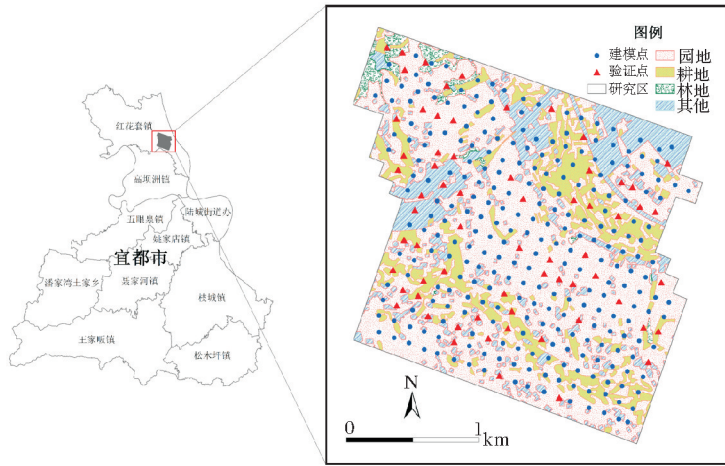 红花套镇
高坝洲镇
五眼泉镇
陆城街道办
姚家店镇
宜都市
潘家湾土家乡
聂家河镇
枝城镇
王家畈镇
松木坪镇
图例
建模点
园地
验证点
耕地
研究区
林地
其他
N
0 1
km